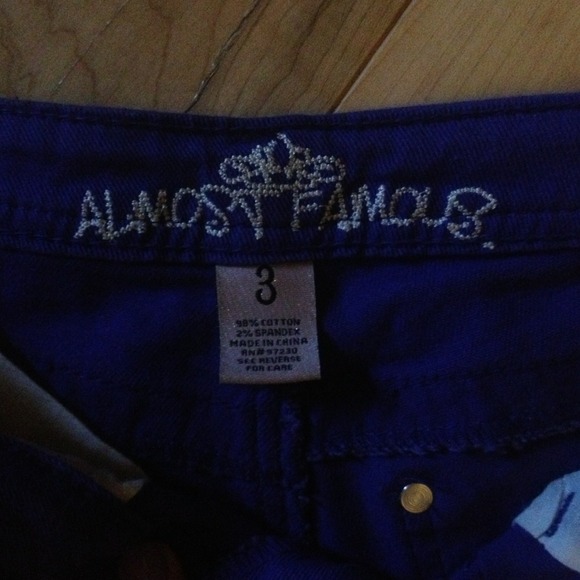 ALMOST FAMOUS.
3
98% COTTON
2% SPANDEX
MADE IN CHINA
RN# 97230
SEE REVERSE
FOR CARE